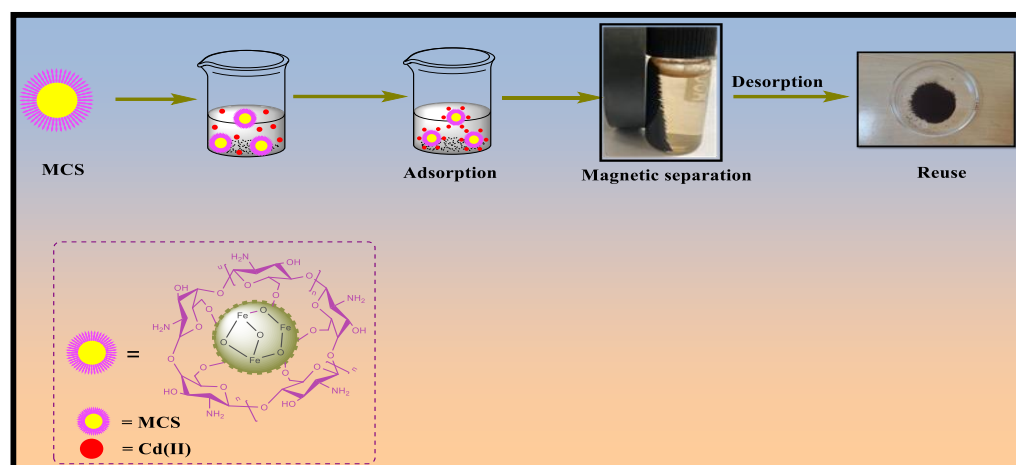 MCS
Adsorption
Magnetic separation
Desorption
Reuse
H₂N
OH
O
O
O
O
n
OH
O
O
O
O
n
O
NH₂
H₂N
O
O
Fe
O
Fe
O
O
OH
O
O
Fe
O
O
=
O
O
O
O
n
HO
O
O
NH₂
NH₂
O
HO
n
= MCS
= Cd(II)